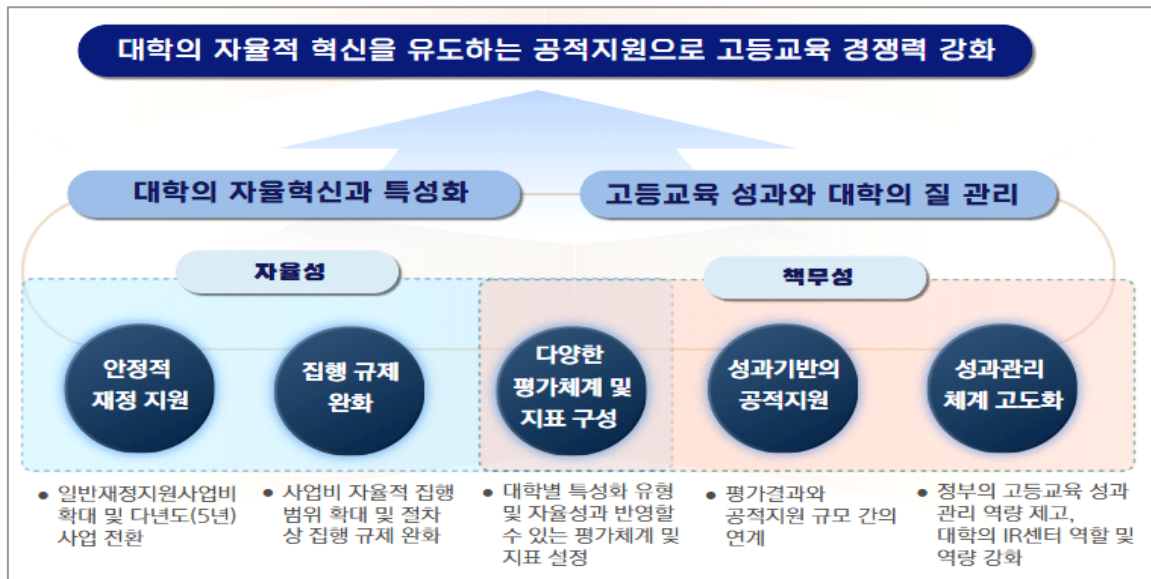 대학의 자율적 혁신을 유도하는 공적지원으로 고등교육 경쟁력 강화
대학의 자율혁신과 특성화
고등교육 성과와 대학의 질 관리
자율성
책무성
안정적
재정 지원
집행 규제
완화
다양한
평가체계 및
지표 구성
성과기반의
공적지원
성과관리
체계 고도화
• 일반재정지원사업비
확대 및 다년도(5년)
사업 전환
• 사업비 자율적 집행
범위 확대 및 절차
상 집행 규제 완화
• 대학별 특성화 유형
및 자율성과 반영할
수 있는 평가체계 및
지표 설정
• 평가결과와
공적지원 규모 간의
연계
• 정부의 고등교육 성과
관리 역량 제고,
대학의 IR센터 역할 및
역량 강화